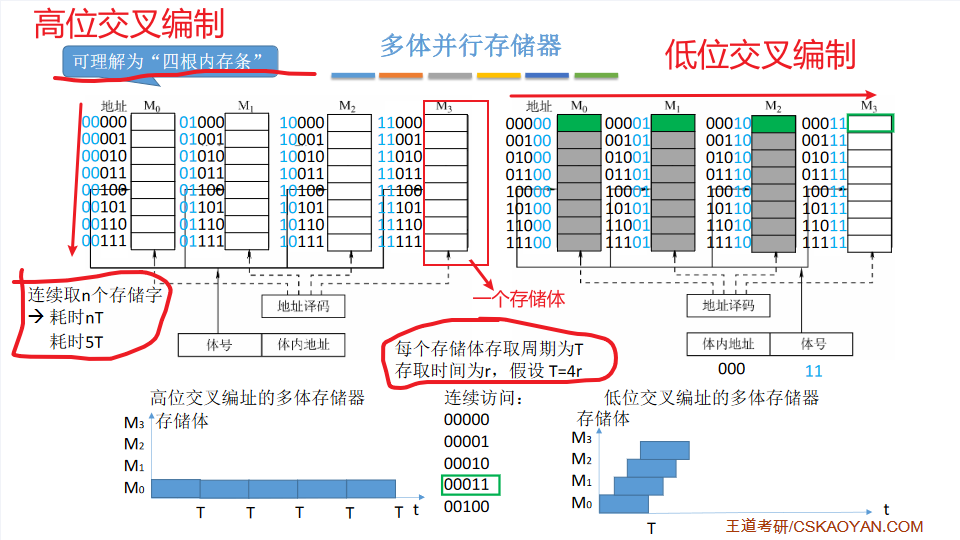 高位交叉编制
可理解为“四根内存条”
多体并行存储器
低位交叉编制
地址 M0 M1 M2 M3
00000 01000 10000 11000
00001 01001 10001 11001
00010 01010 10010 11010
00011 01011 10011 11011
00100 01100 10100 11100
00101 01101 10101 11101
00110 01110 10110 11110
00111 01111 10111 11111
地址译码
体号 体内地址
地址 M0 M1 M2 M3
00000 00001 00010 00011
00100 00101 00110 00111
01000 01001 01010 01011
01100 01101 01110 01111
10000 10001 10010 10011
10100 10101 10110 10111
11000 11001 11010 11011
11100 11101 11110 11111
地址译码
体内地址 体号
000 11
一个存储体
连续取n个存储字
→ 耗时nT
耗时5T
每个存储体存取周期为T
存取时间为r，假设 T=4r
高位交叉编址的多体存储器
存储体
M3
M2
M1
M0
T T T T T t
连续访问：
00000
00001
00010
00011
00100
低位交叉编址的多体存储器
存储体
M3
M2
M1
M0
T t
王道考研/CSKAOYAN.COM